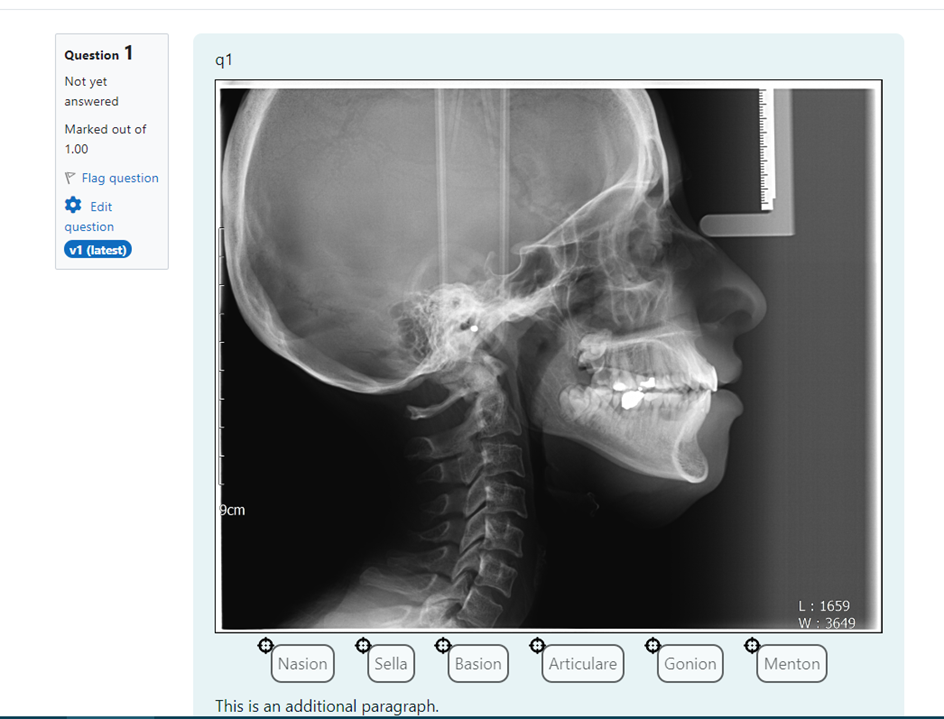 Question 1
Not yet
answered
Marked out of
1.00
Flag question
Edit
question
v1 (latest)
q1
9cm
L : 1659
W : 3649
Nasion
Sella
Basion
Articulare
Gonion
Menton
This is an additional paragraph.